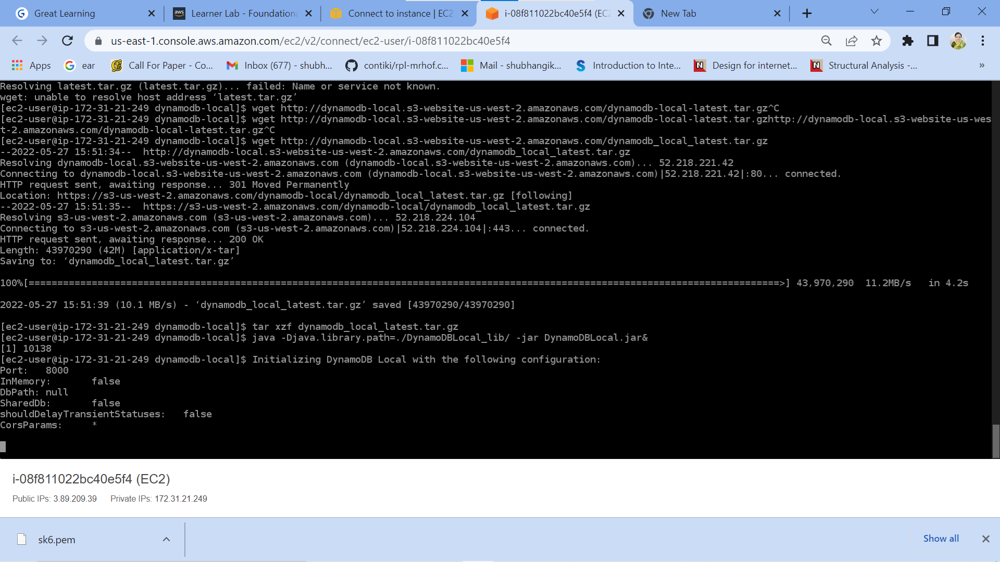 Great Learning
Learner Lab - Foundationa
Connect to instance | EC2
i-08f811022bc40e5f4 (EC2
New Tab
us-east-1.console.aws.amazon.com/ec2/v2/connect/ec2-user/i-08f811022bc40e5f4
Apps
ear
Call For Paper - Co...
Inbox (677) - shubh...
contiki/rpl-mrhof.c...
Mail - shubhangik...
Introduction to Inte...
Design for internet...
Structural Analysis -...
»
Resolving latest.tar.gz (latest.tar.gz)... failed: Name or service not known.
wget: unable to resolve host address ‘latest.tar.gz’
[ec2-user@ip-172-31-21-249 dynamodb-local]$ wget http://dynamodb-local.s3-website-us-west-2.amazonaws.com/dynamodb-local-latest.tar.gz^C
[ec2-user@ip-172-31-21-249 dynamodb-local]$ wget http://dynamodb-local.s3-website-us-west-2.amazonaws.com/dynamodb-local-latest.tar.gzhttp://dynamodb-local.s3-website-us-wes
t-2.amazonaws.com/dynamodb-local-latest.tar.gz^C
[ec2-user@ip-172-31-21-249 dynamodb-local]$ wget http://dynamodb-local.s3-website-us-west-2.amazonaws.com/dynamodb_local_latest.tar.gz
--2022-05-27 15:51:34--  http://dynamodb-local.s3-website-us-west-2.amazonaws.com/dynamodb_local_latest.tar.gz
Resolving dynamodb-local.s3-website-us-west-2.amazonaws.com (dynamodb-local.s3-website-us-west-2.amazonaws.com)... 52.218.221.42
Connecting to dynamodb-local.s3-website-us-west-2.amazonaws.com (dynamodb-local.s3-website-us-west-2.amazonaws.com)|52.218.221.42|:80... connected.
HTTP request sent, awaiting response... 301 Moved Permanently
Location: https://s3-us-west-2.amazonaws.com/dynamodb-local/dynamodb_local_latest.tar.gz [following]
--2022-05-27 15:51:35--  https://s3-us-west-2.amazonaws.com/dynamodb-local/dynamodb_local_latest.tar.gz
Resolving s3-us-west-2.amazonaws.com (s3-us-west-2.amazonaws.com)... 52.218.224.104
Connecting to s3-us-west-2.amazonaws.com (s3-us-west-2.amazonaws.com)|52.218.224.104|:443... connected.
HTTP request sent, awaiting response... 200 OK
Length: 43970290 (42M) [application/x-tar]
Saving to: ‘dynamodb_local_latest.tar.gz’
100%[===================================================================================================================================>] 43,970,290  11.2MB/s   in 4.2s
2022-05-27 15:51:39 (10.1 MB/s) - ‘dynamodb_local_latest.tar.gz’ saved [43970290/43970290]
[ec2-user@ip-172-31-21-249 dynamodb-local]$ tar xzf dynamodb_local_latest.tar.gz
[ec2-user@ip-172-31-21-249 dynamodb-local]$ java -Djava.library.path=./DynamoDBLocal_lib/ -jar DynamoDBLocal.jar&
[1] 10138
[ec2-user@ip-172-31-21-249 dynamodb-local]$ Initializing DynamoDB Local with the following configuration:
Port:   8000
InMemory:       false
DbPath: null
SharedDb:       false
shouldDelayTransientStatuses:   false
CorsParams:     *
i-08f811022bc40e5f4 (EC2)
Public IPs: 3.89.209.39
Private IPs: 172.31.21.249
sk6.pem
Show all